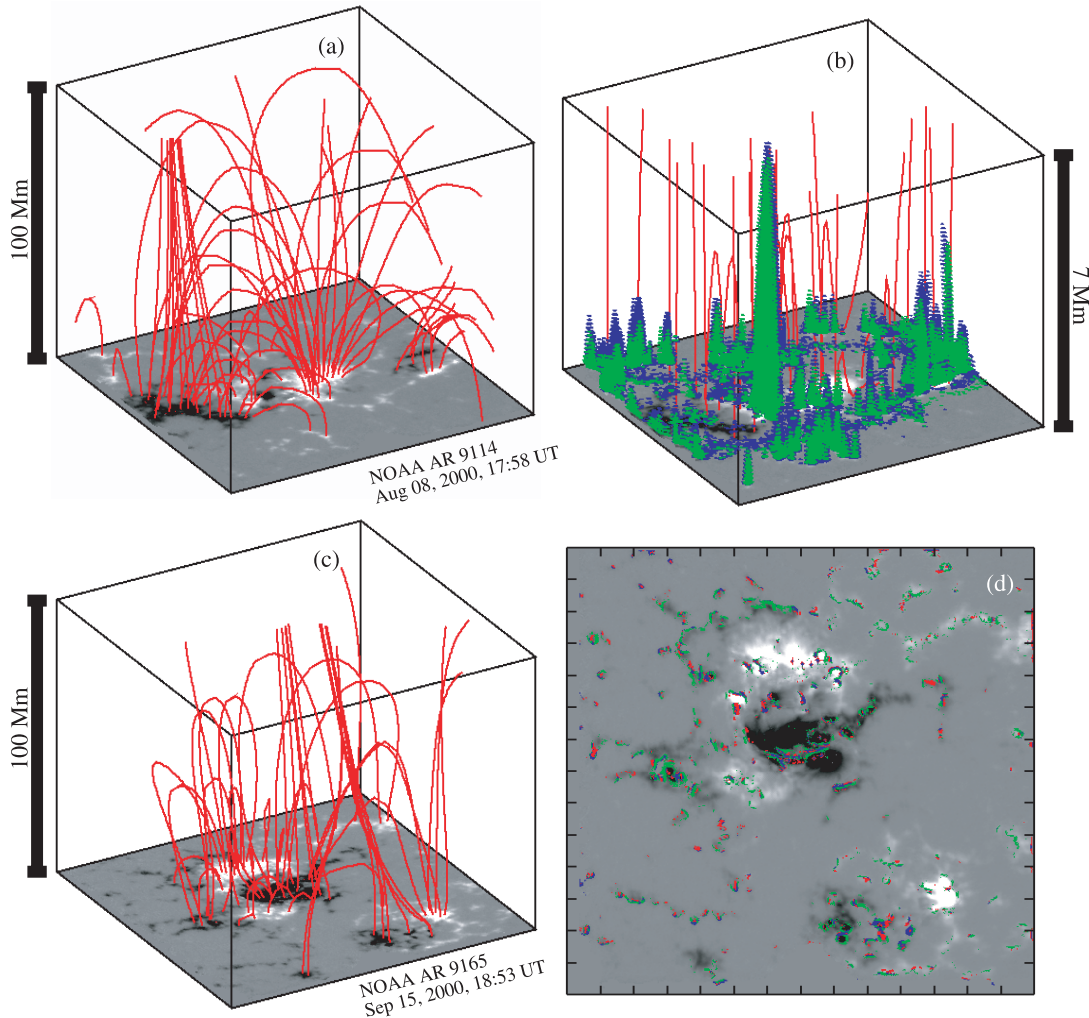 (a)
100 Mm
NOAA AR 9114
Aug 08, 2000, 17:58 UT
(b)
7 Mm
(c)
100 Mm
NOAA AR 9165
Sep 15, 2000, 18:53 UT
(d)